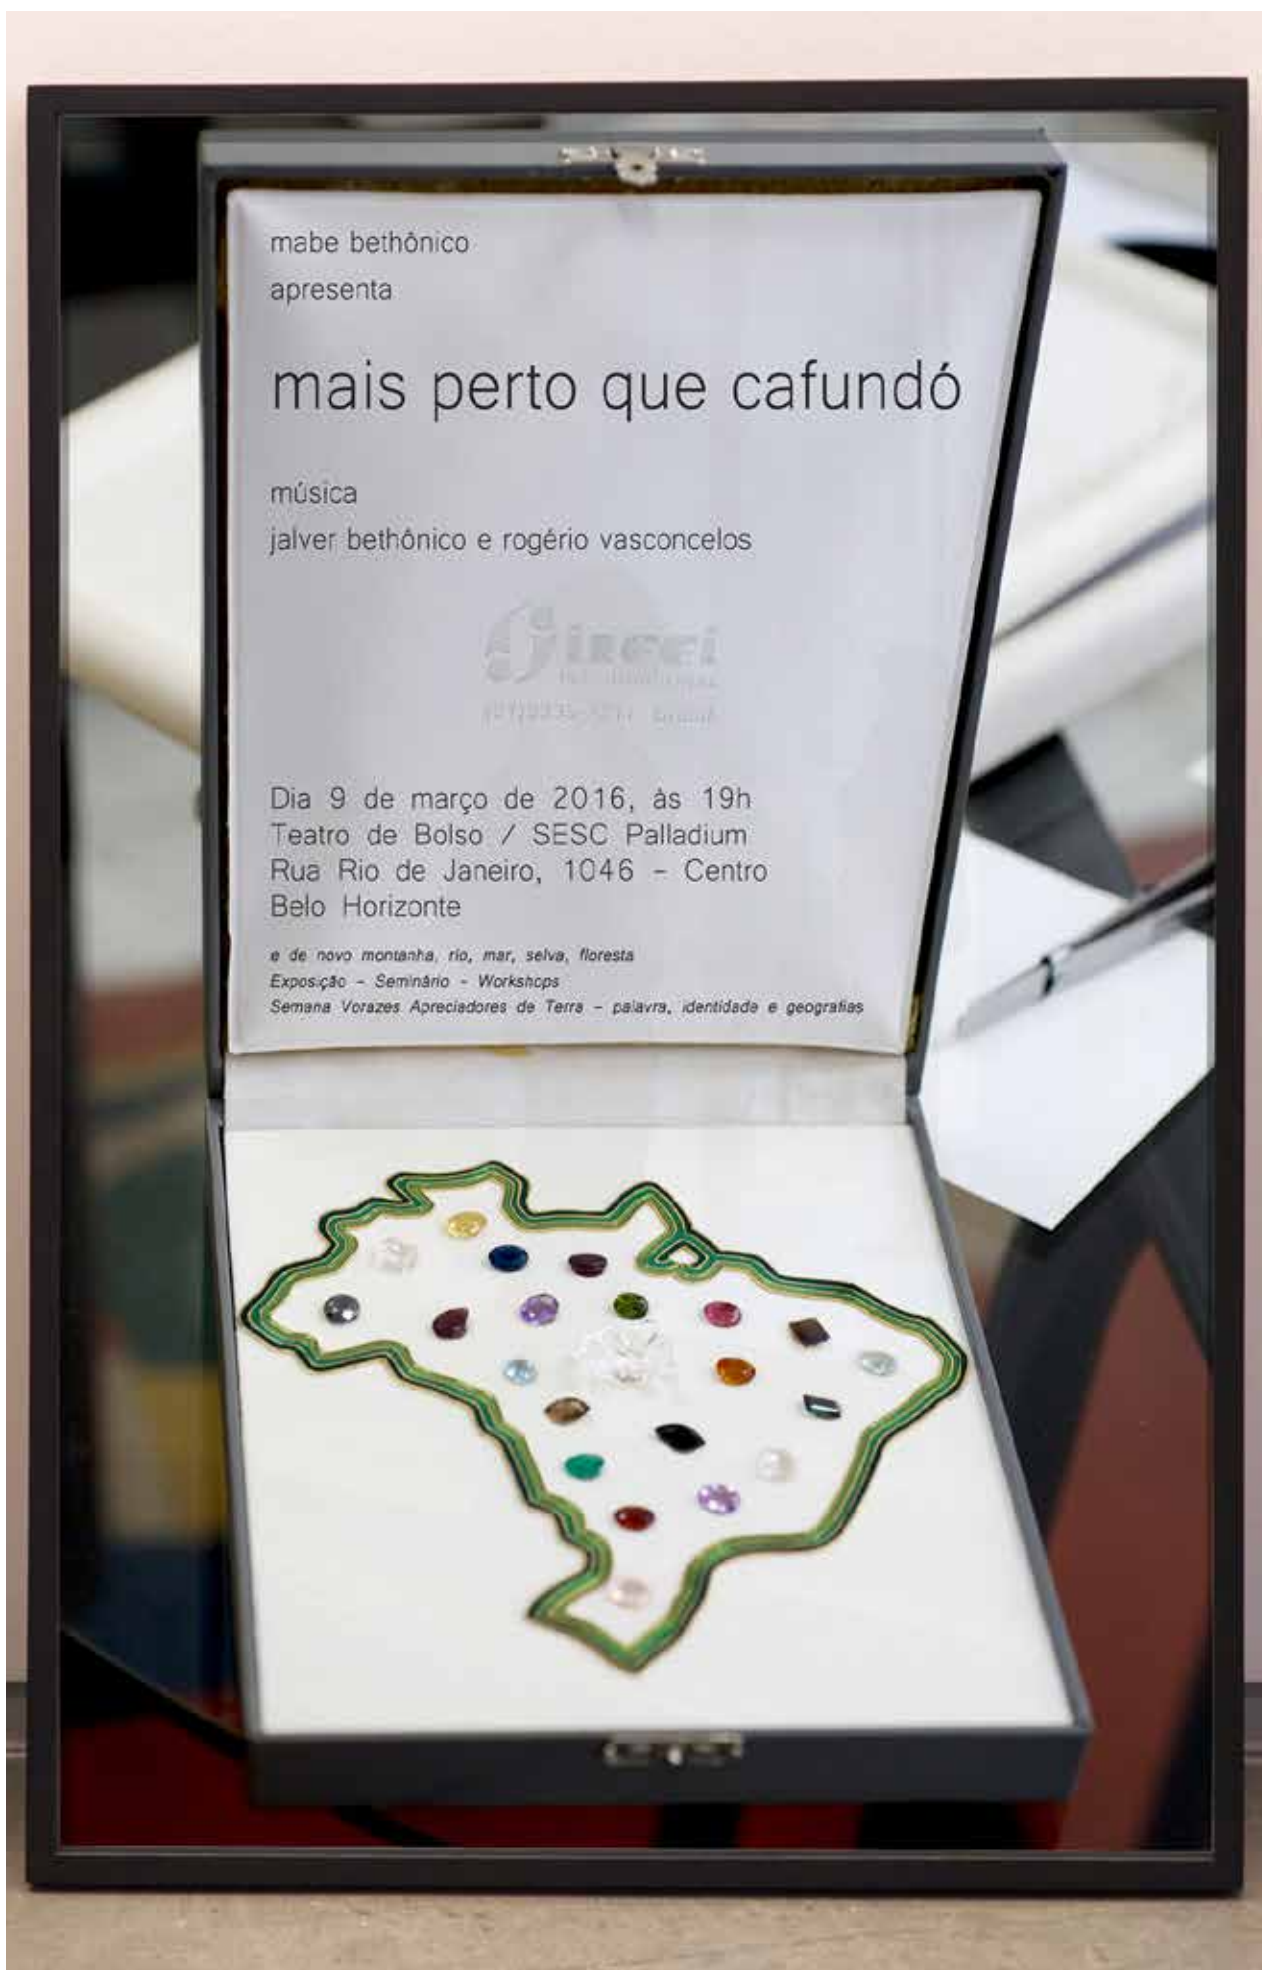 mabe bethônico
apresenta
mais perto que cafundó
música
jalver bethônico e rogério vasconcelos
Dia 9 de março de 2016, às 19h
Teatro de Bolso / SESC Palladium
Rua Rio de Janeiro, 1046 – Centro
Belo Horizonte
e de novo montanha, rio, mar, selva, floresta
Exposição – Seminário – Workshops
Semana Vorazes Apreciadores de Terra – palavra, identidade e geografias